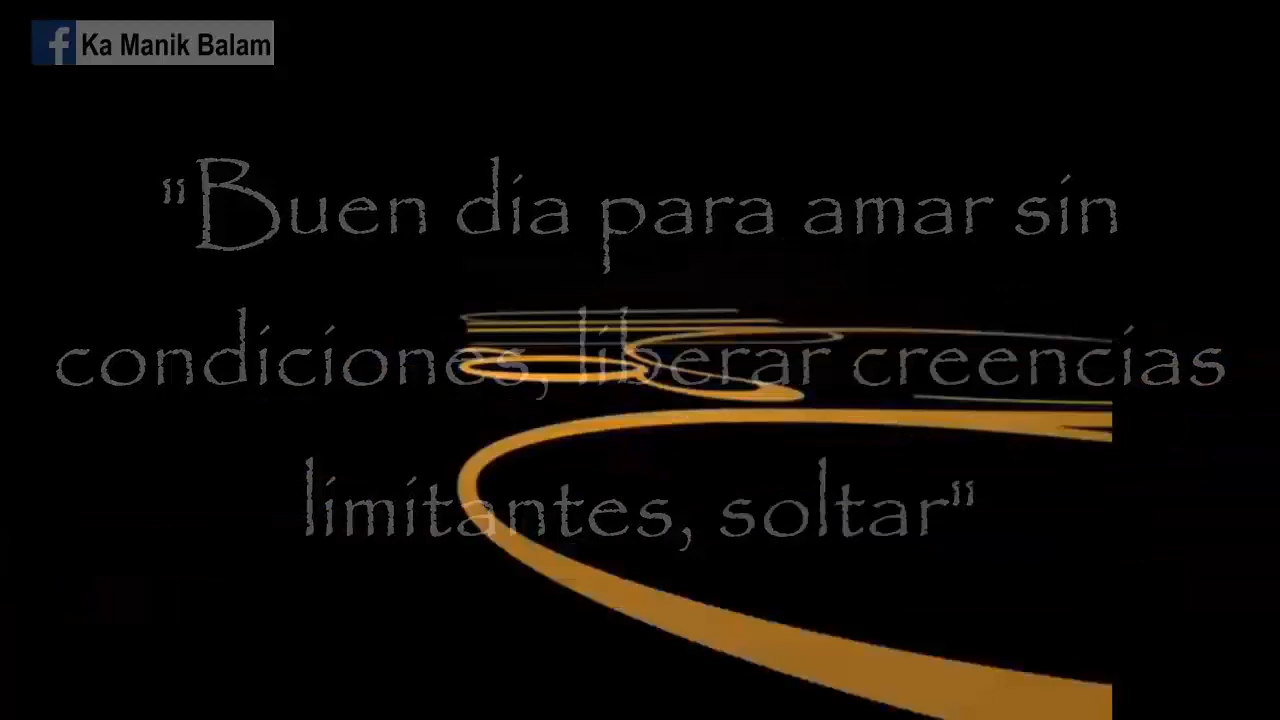 Ka Manik Balam
"Buen día para amar sin
condiciones, liberar creencias
limitantes, soltar"